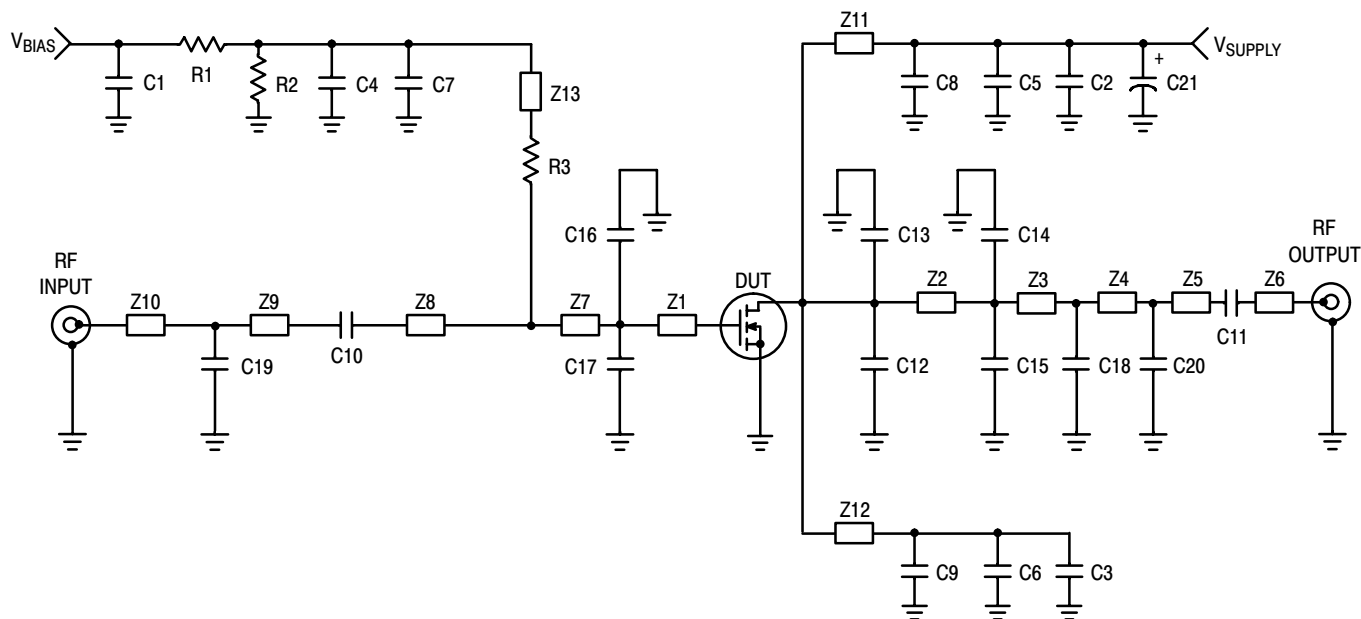 VBIAS
C1
R1
R2
C4
C7
Z13
R3
Z11
C8
C5
C2
+
C21
VSUPPLY
C16
C13
C14
RF
INPUT
Z10
Z9
Z8
Z7
Z1
DUT
Z2
Z3
Z4
Z5
Z6
RF
OUTPUT
C19
C10
C17
C12
C15
C18
C20
C11
Z12
C9
C6
C3